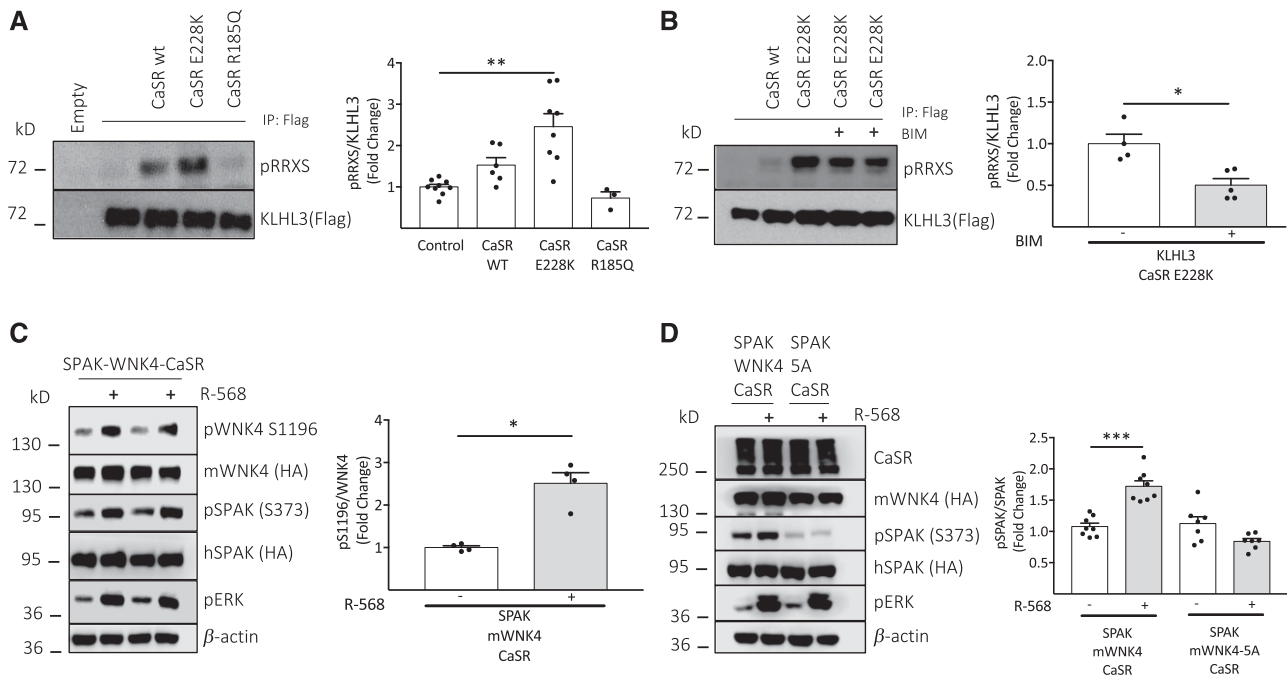 A
Empty
CaSR wt
CaSR E228K
CaSR R185Q
IP: Flag
kD
72
pRRXS
72
KLHL3(Flag)
pRRXS/KLHL3
(Fold Change)
4
3
2
1
**
Control
CaSR
WT
CaSR
E228K
CaSR
R185Q
B
CaSR wt
CaSR E228K
CaSR E228K
CaSR E228K
IP: Flag
kD
+ + BIM
72
pRRXS
72
KLHL3(Flag)
pRRXS/KLHL3
(Fold Change)
2.0
1.5
1.0
0.5
*
BIM - +
KLHL3
CaSR E228K
C
SPAK-WNK4-CaSR
kD + + R-568
130
pWNK4 S1196
130
mWNK4 (HA)
95
pSPAK (S373)
95
hSPAK (HA)
36
pERK
36
β-actin
pS1196/WNK4
(Fold Change)
4
3
2
1
*
R-568 - +
SPAK
mWNK4
CaSR
D
SPAK
WNK4
CaSR
SPAK
5A
CaSR
kD + + R-568
250
CaSR
130
mWNK4 (HA)
95
pSPAK (S373)
95
hSPAK (HA)
36
pERK
36
β-actin
pSPAK/SPAK
(Fold Change)
2.5
2.0
1.5
1.0
0.5
***
R-568 - + - +
SPAK
mWNK4
CaSR
SPAK
mWNK4-5A
CaSR